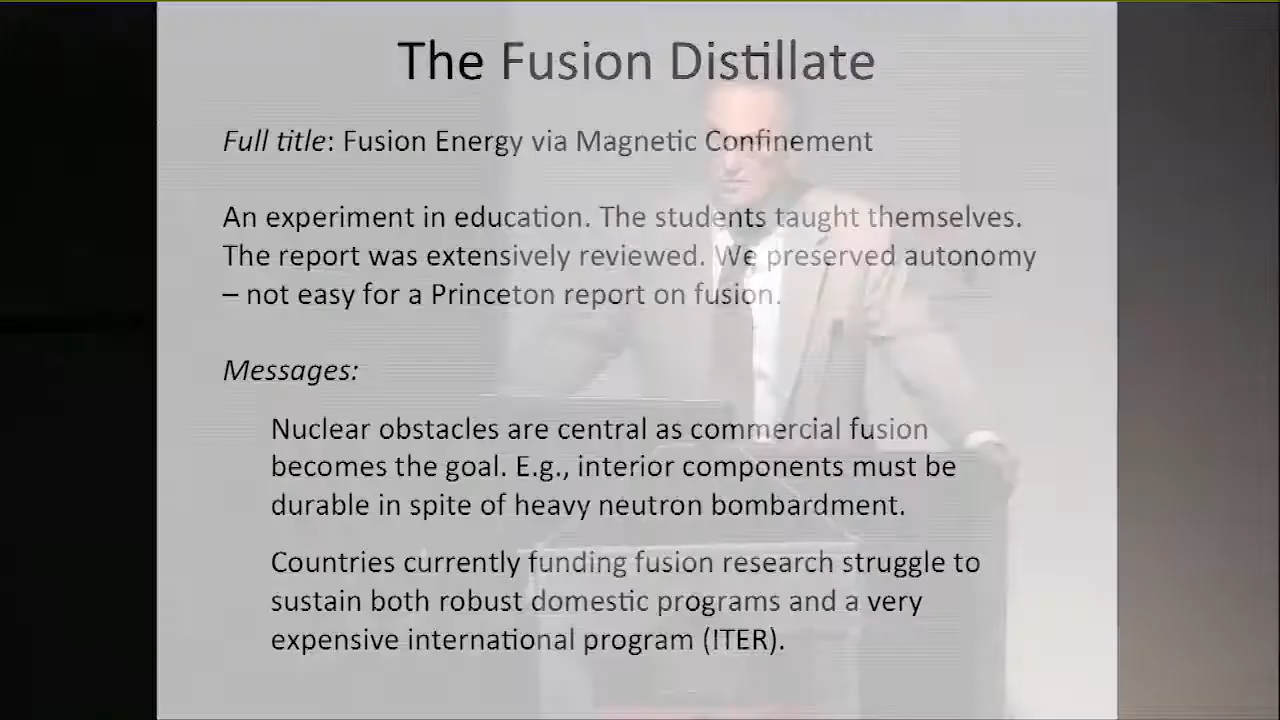 The Fusion Distillate
Full title: Fusion Energy via Magnetic Confinement
An experiment in education. The students taught themselves.
The report was extensively reviewed. We preserved autonomy
– not easy for a Princeton report on fusion.
Messages:
Nuclear obstacles are central as commercial fusion
becomes the goal. E.g., interior components must be
durable in spite of heavy neutron bombardment.
Countries currently funding fusion research struggle to
sustain both robust domestic programs and a very
expensive international program (ITER).